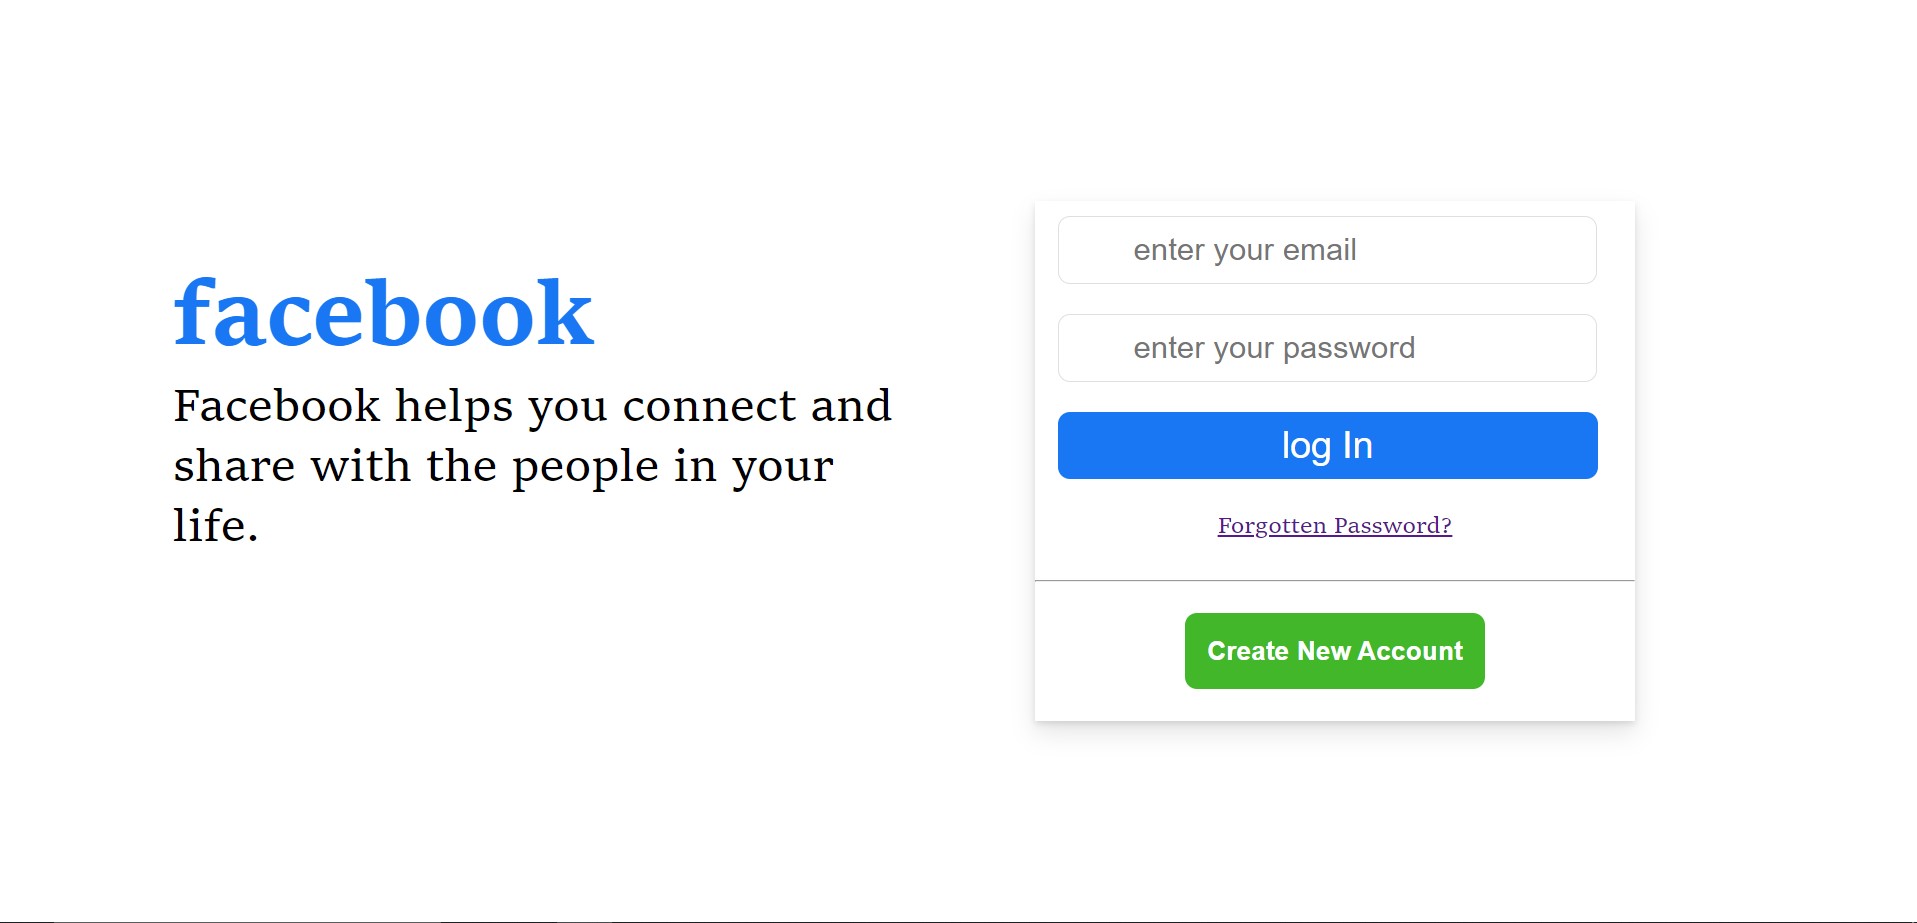 facebook
Facebook helps you connect and
share with the people in your
life.
enter your email
enter your password
log In
Forgotten Password?
Create New Account